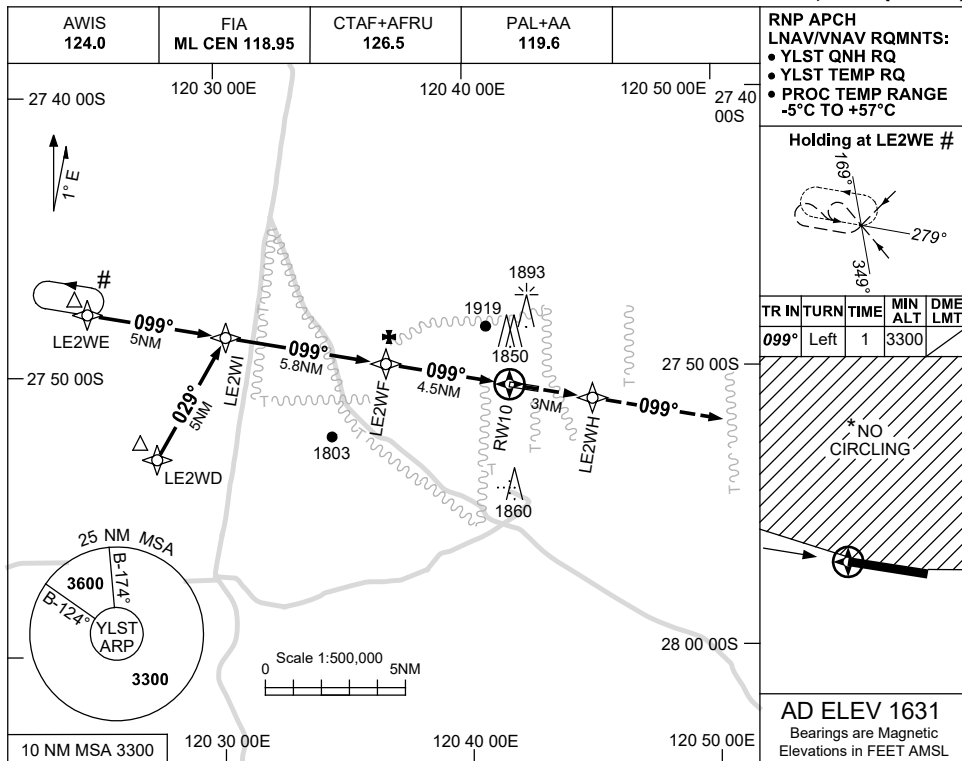 AWIS
124.0
FIA
ML CEN 118.95
CTAF+AFRU
126.5
PAL+AA
119.6
RNP APCH
LNAV/VNAV RQMNTS:
• YLST QNH RQ
• YLST TEMP RQ
• PROC TEMP RANGE
-5°C TO +57°C
27 40 00S
120 30 00E
120 40 00E
120 50 00E
27 40
00S
1° E
Holding at LE2WE #
169°
279°
349°
TR IN
TURN
TIME
MIN
ALT
DME
LMT
099°
Left
1
3300
#
LE2WE
099°
5NM
LE2WI
029°
5NM
LE2WD
099°
5.8NM
LE2WF
099°
4.5NM
RW10
3NM
LE2WH
099°
1893
1919
1850
1803
1860
T
T
T
T
T
T
T
27 50 00S
27 50 00S
*NO
CIRCLING
25 NM MSA
3600
B-174°
B-124°
YLST
ARP
3300
Scale 1:500,000
0
5NM
28 00 00S
10 NM MSA 3300
120 30 00E
120 40 00E
120 50 00E
AD ELEV 1631
Bearings are Magnetic
Elevations in FEET AMSL